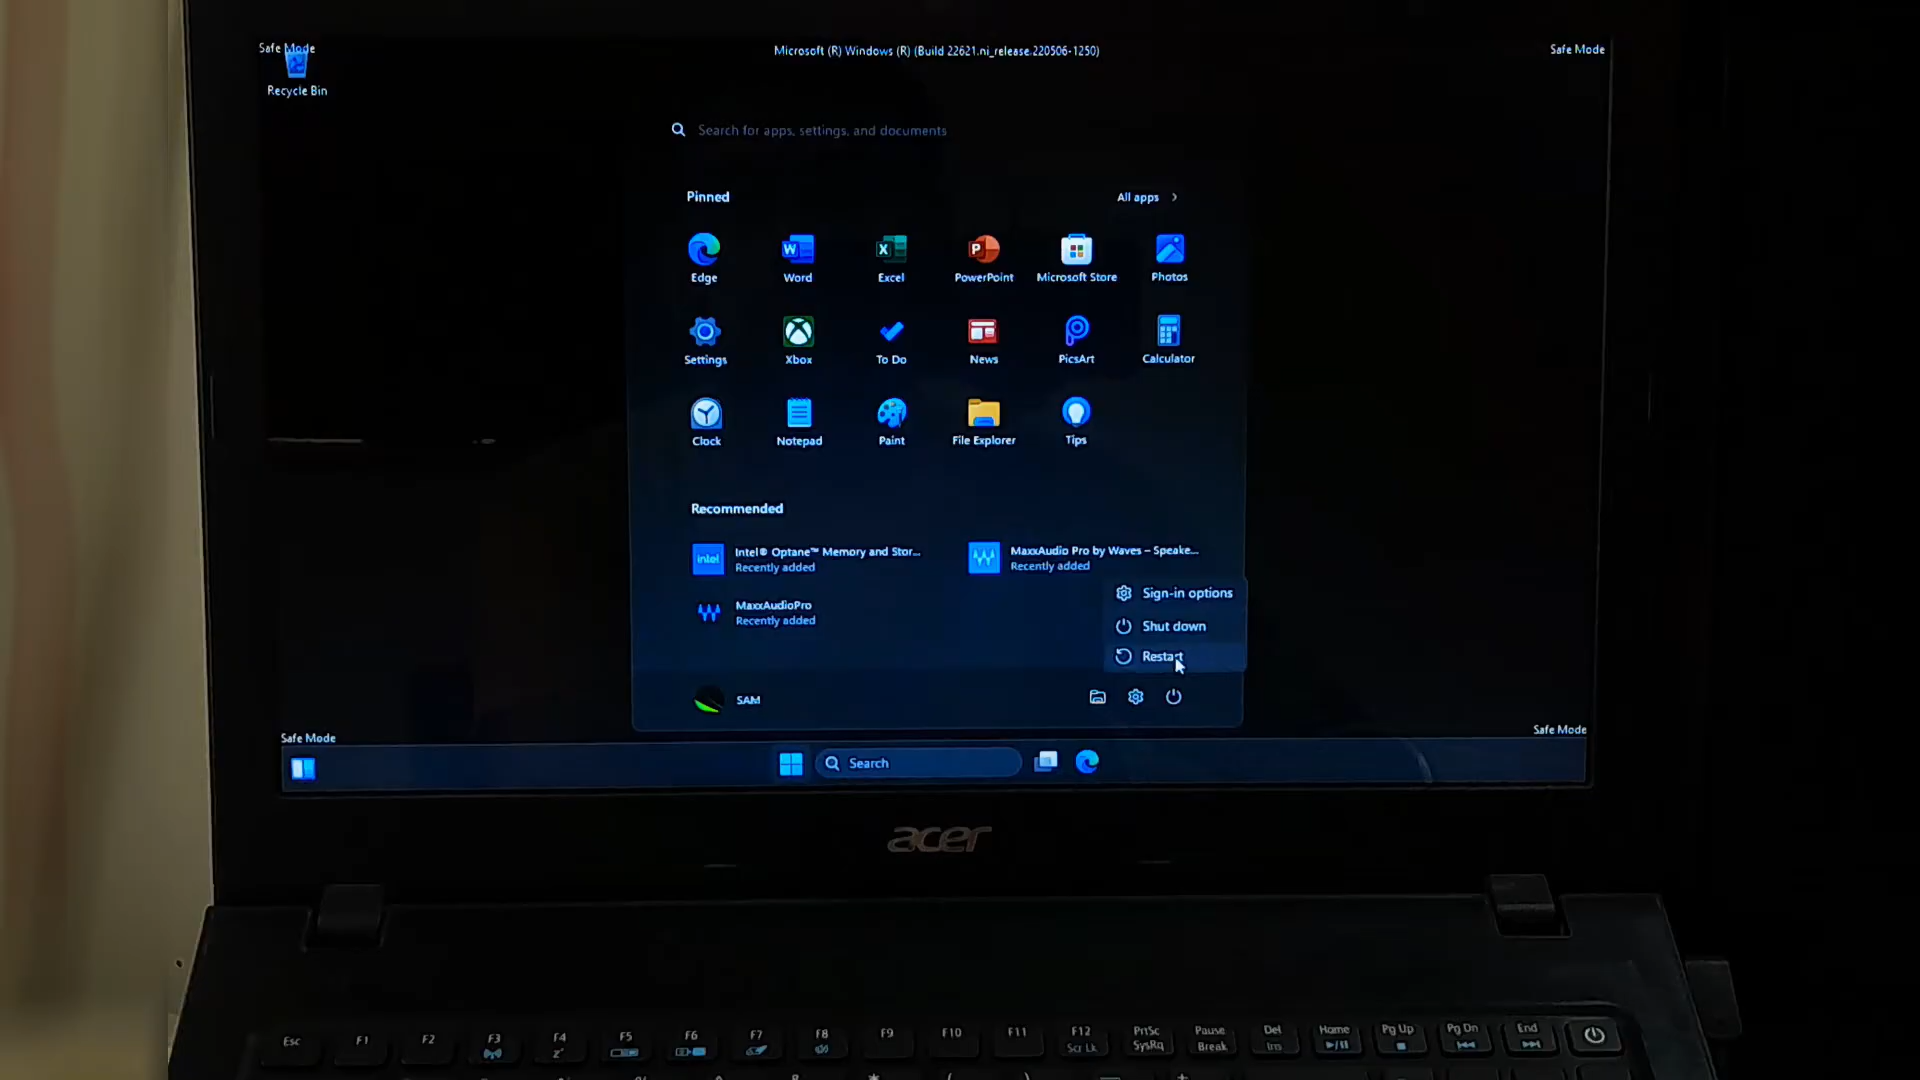 Safe Mode
Microsoft (R) Windows (R) (Build 22621.ni_release.220506-1250)
Safe Mode
Recycle Bin
Search for apps, settings, and documents
Pinned
All apps >
Edge
Word
Excel
PowerPoint
Microsoft Store
Photos
Settings
Xbox
To Do
News
PicsArt
Calculator
Clock
Notepad
Paint
File Explorer
Tips
Recommended
intel
Intel® Optane™ Memory and Stor...
Recently added
MaxxAudio Pro by Waves – Speake...
Recently added
MaxxAudioPro
Recently added
Sign-in options
Shut down
Restart
SAM
Safe Mode
Safe Mode
Search
acer
Esc
F1
F2
F3
F4
F5
F6
F7
F8
F9
F10
F11
F12
Scr Lk
PrtSc
SysRq
Pause
Break
Del
Ins
Home
Pg Up
Pg Dn
End